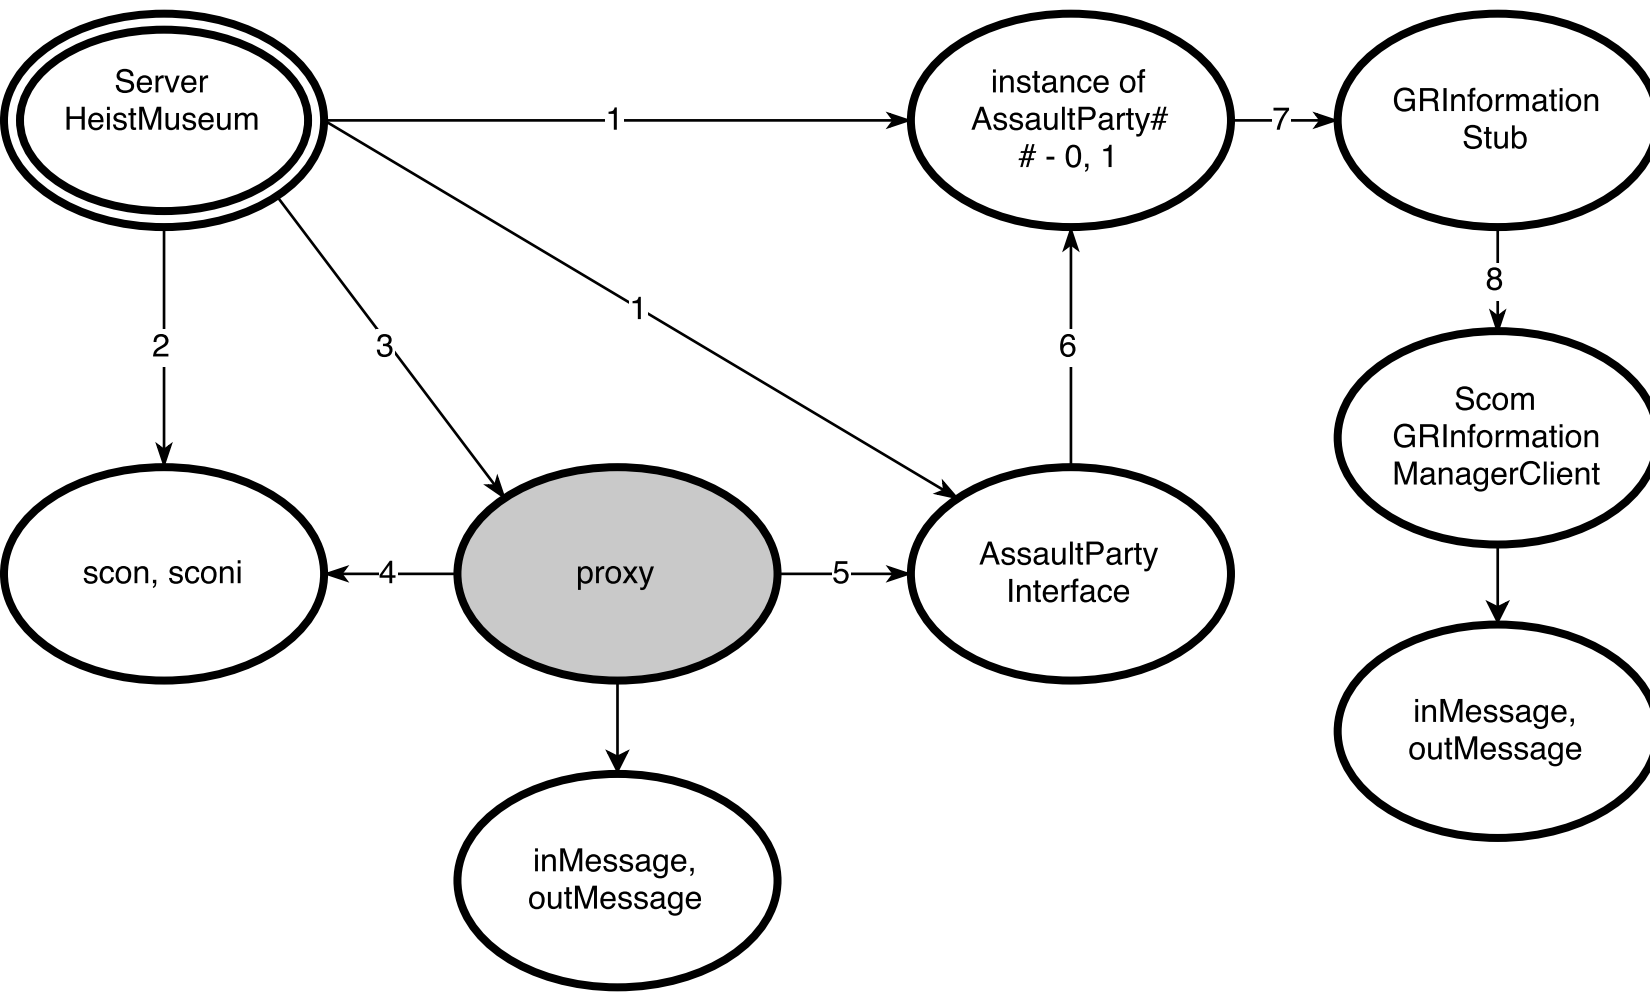 Server
HeistMuseum
1
instance of
AssaultParty#
# - 0, 1
7
GRInformation
Stub
2
3
1
6
8
Scom
GRInformation
ManagerClient
scon, sconi
4
proxy
5
AssaultParty
Interface
inMessage,
outMessage
inMessage,
outMessage